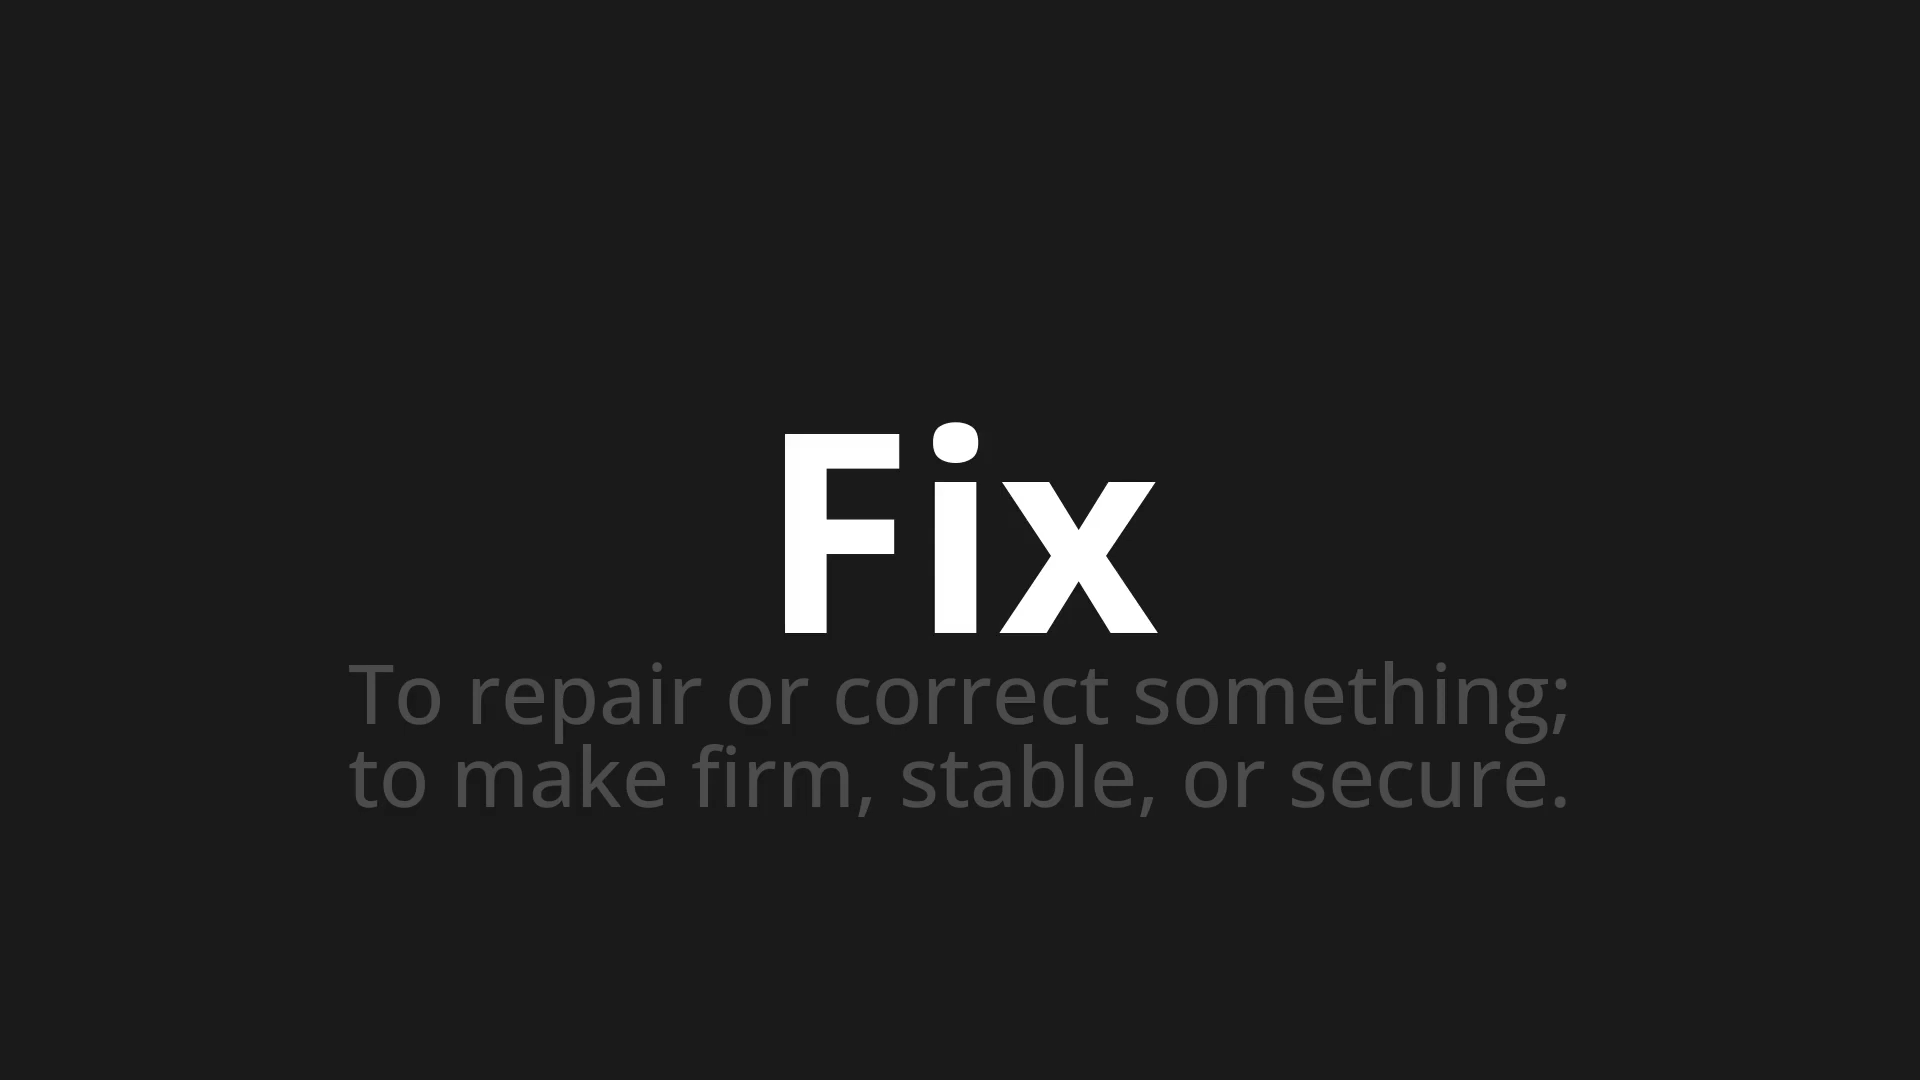 Fix
To repair or correct something;
to make firm, stable, or secure.